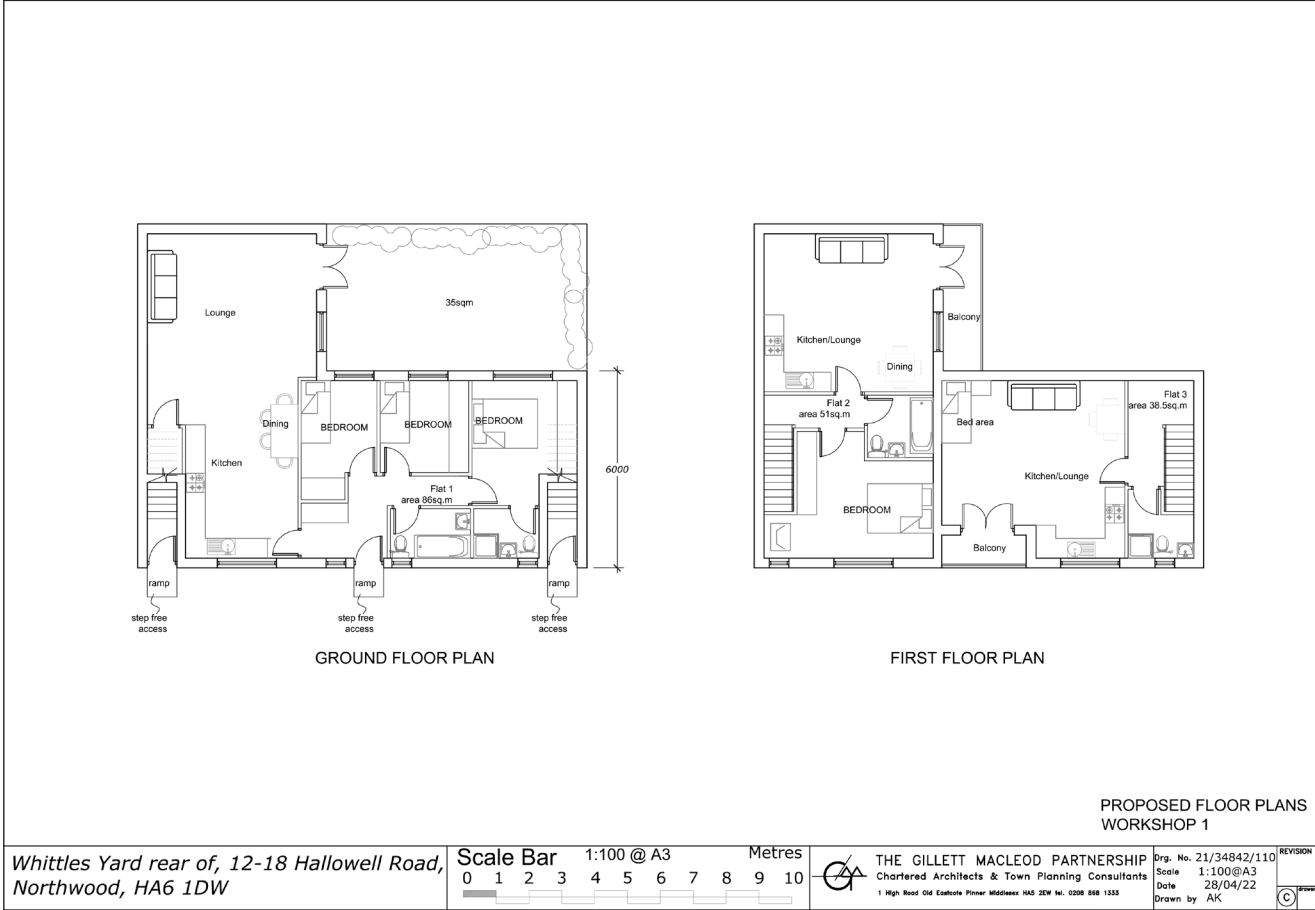 35sqm
Lounge
Dining
Kitchen
BEDROOM
BEDROOM
BEDROOM
Flat 1
area 86sq.m
6000
ramp
ramp
ramp
step free
access
step free
access
step free
access
GROUND FLOOR PLAN
Kitchen/Lounge
Balcony
Dining
Flat 2
area 51sq.m
BEDROOM
Bed area
Flat 3
area 38.5sq.m
Kitchen/Lounge
Balcony
FIRST FLOOR PLAN
PROPOSED FLOOR PLANS
WORKSHOP 1
Whittles Yard rear of, 12-18 Hallowell Road,
Northwood, HA6 1DW
Scale Bar 1:100 @ A3 Metres
0 1 2 3 4 5 6 7 8 9 10
THE GILLETT MACLEOD PARTNERSHIP
Chartered Architects & Town Planning Consultants
1 High Road Old Eastcote Pinner Middlesex HA5 2EW tel. 0208 868 1333
Drg. No. 21/34842/110
Scale 1:100@A3
Date 28/04/22
Drawn by AK
REVISION
C